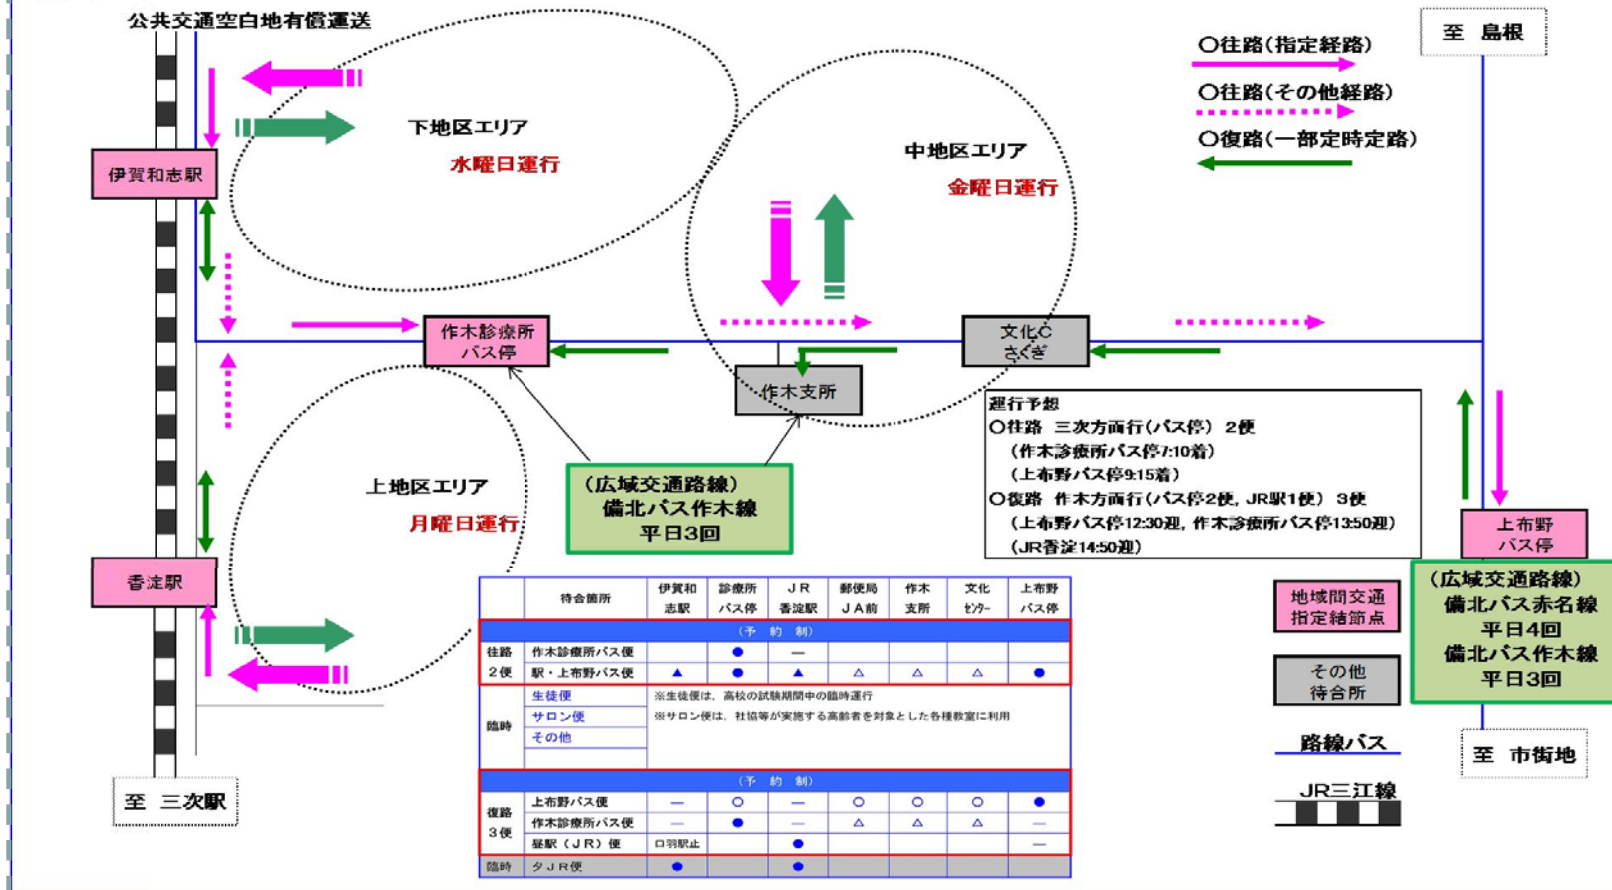 公共交通空白地有償運送
至 島根
〇往路(指定経路)
〇往路(その他経路)
〇復路(一部定時定路)
下地区エリア
水曜日運行
中地区エリア
金曜日運行
伊賀和志駅
作木診療所
バス停
文化C
さくぎ
作木支所
上地区エリア
月曜日運行
(広域交通路線)
備北バス作木線
平日3回
運行予想
〇往路 三次方面行(バス停) 2便
(作木診療所バス停7:10着)
(上布野バス停9:15着)
〇復路 作木方面行(バス停2便, JR駅1便) 3便
(上布野バス停12:30迎, 作木診療所バス停13:50迎)
(JR香淀14:50迎)
上布野
バス停
香淀駅
(広域交通路線)
備北バス赤名線
平日4回
備北バス作木線
平日3回
地域間交通
指定結節点
その他
待合所
路線バス
JR三江線
至 市街地
至 三次駅
待合箇所 伊賀和志駅 診療所バス停 JR香淀駅 郵便局JA前 作木支所 文化センター 上布野バス停
(予 約 制)
往路2便 作木診療所バス便 ● ―
駅・上布野バス便 ▲ ● ▲ △ △ △ ●
臨時 生徒便 ※生徒便は、高校の試験期間中の臨時運行
サロン便 ※サロン便は、社協等が実施する高齢者を対象とした各種教室に利用
その他
(予 約 制)
復路3便 上布野バス便 ― 〇 ― 〇 〇 〇 ●
作木診療所バス便 ― ● ― △ △ △ ―
昼駅(JR)便 口羽駅止 ● ―
臨時 夕JR便 ● ●